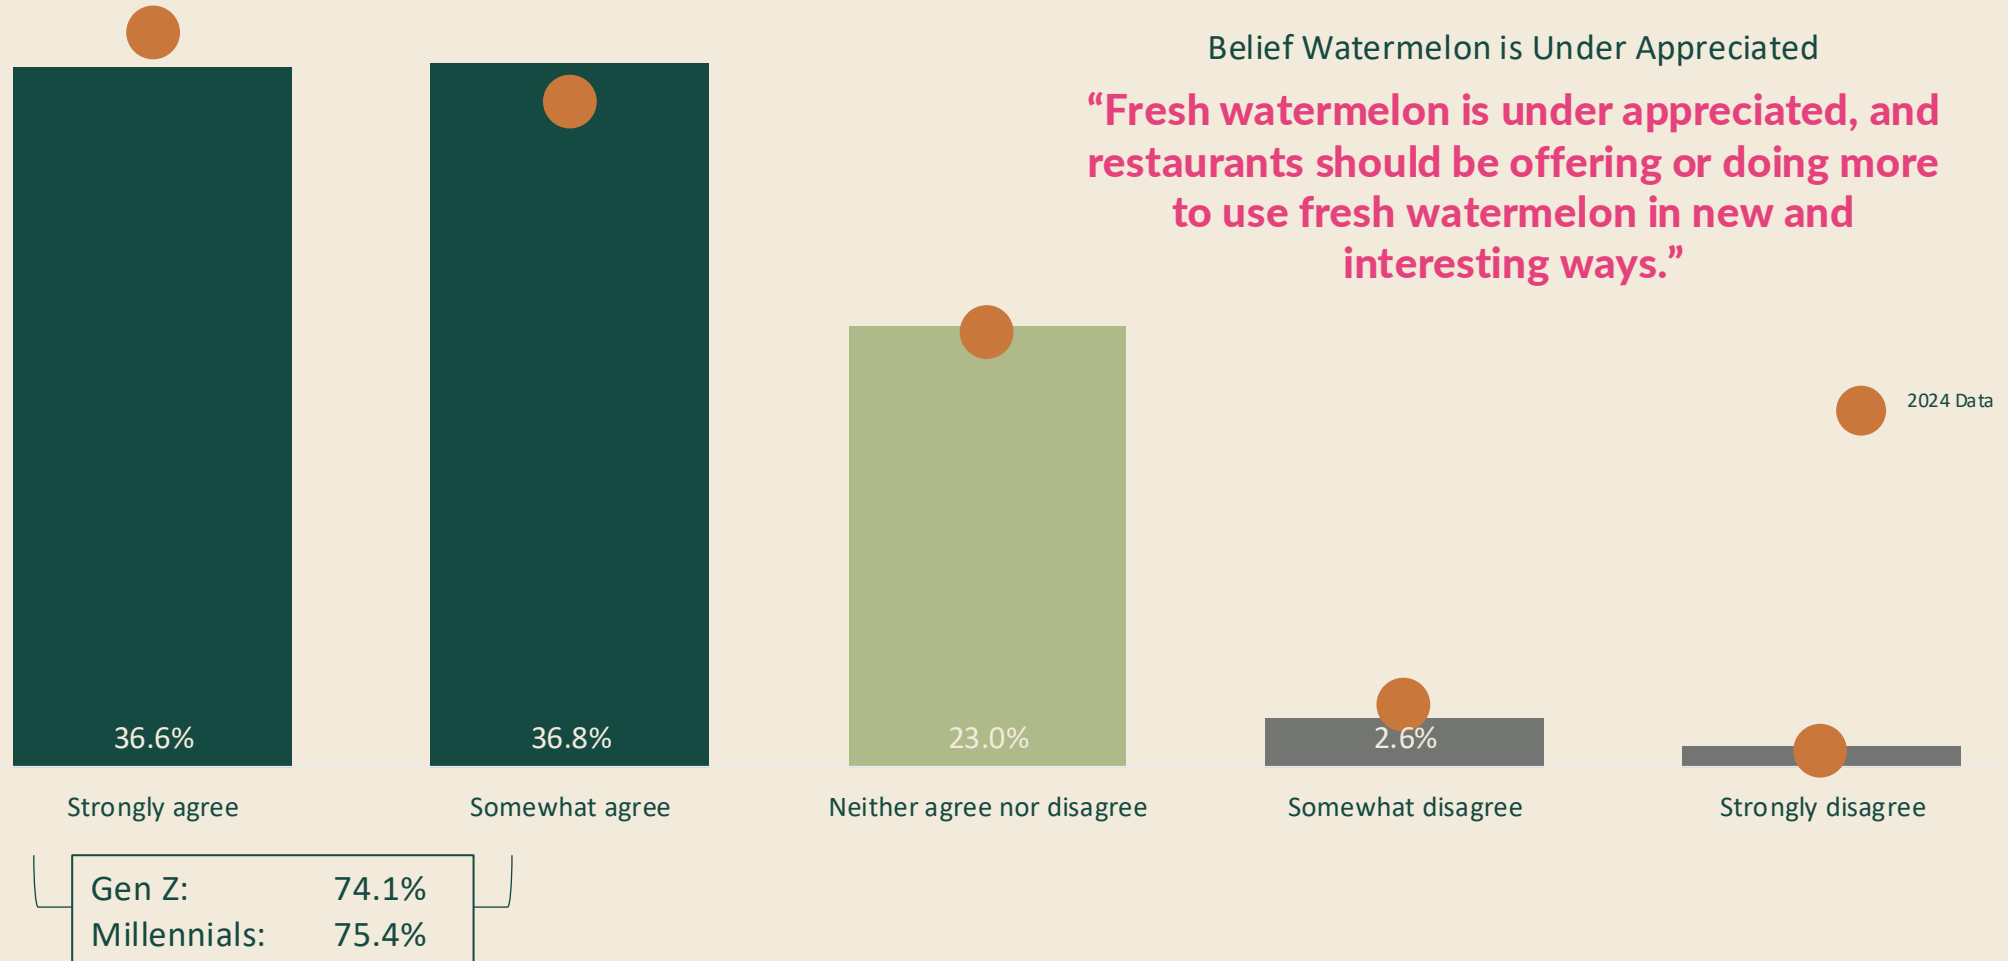 Belief Watermelon is Under Appreciated
“Fresh watermelon is under appreciated, and
restaurants should be offering or doing more
to use fresh watermelon in new and
interesting ways.”
2024 Data
36.6%
36.8%
23.0%
2.6%
Strongly agree
Somewhat agree
Neither agree nor disagree
Somewhat disagree
Strongly disagree
Gen Z: 74.1%
Millennials: 75.4%